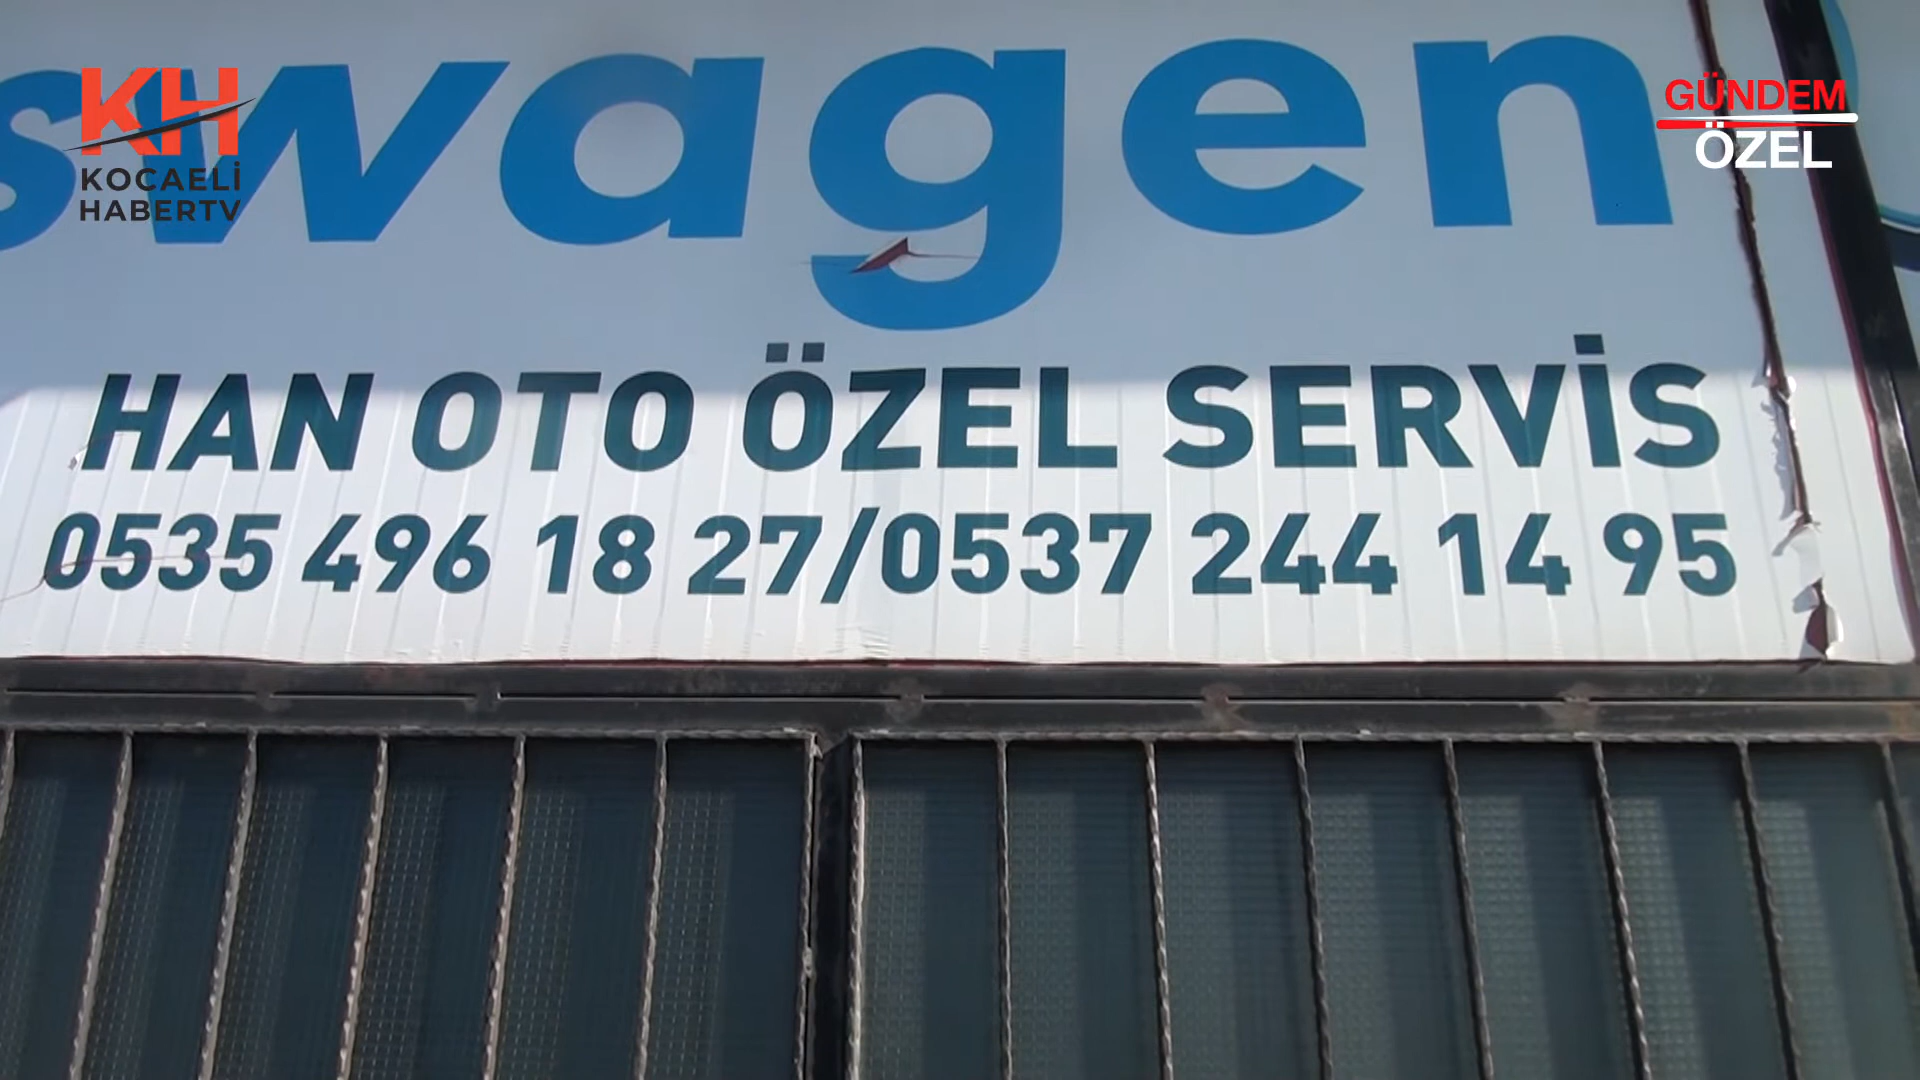 swagen
KH
KOCAELİ
HABERTV
GÜNDEM
ÖZEL
HAN OTO ÖZEL SERVİS
0535 496 18 27/0537 244 14 95